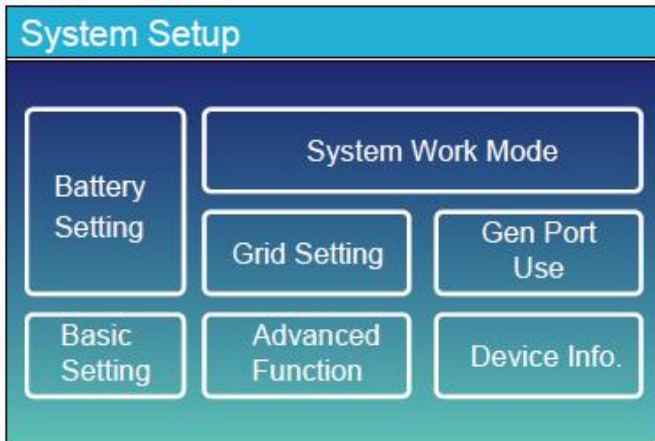 System Setup
Battery
Setting
System Work Mode
Grid Setting
Gen Port
Use
Basic
Setting
Advanced
Function
Device Info.